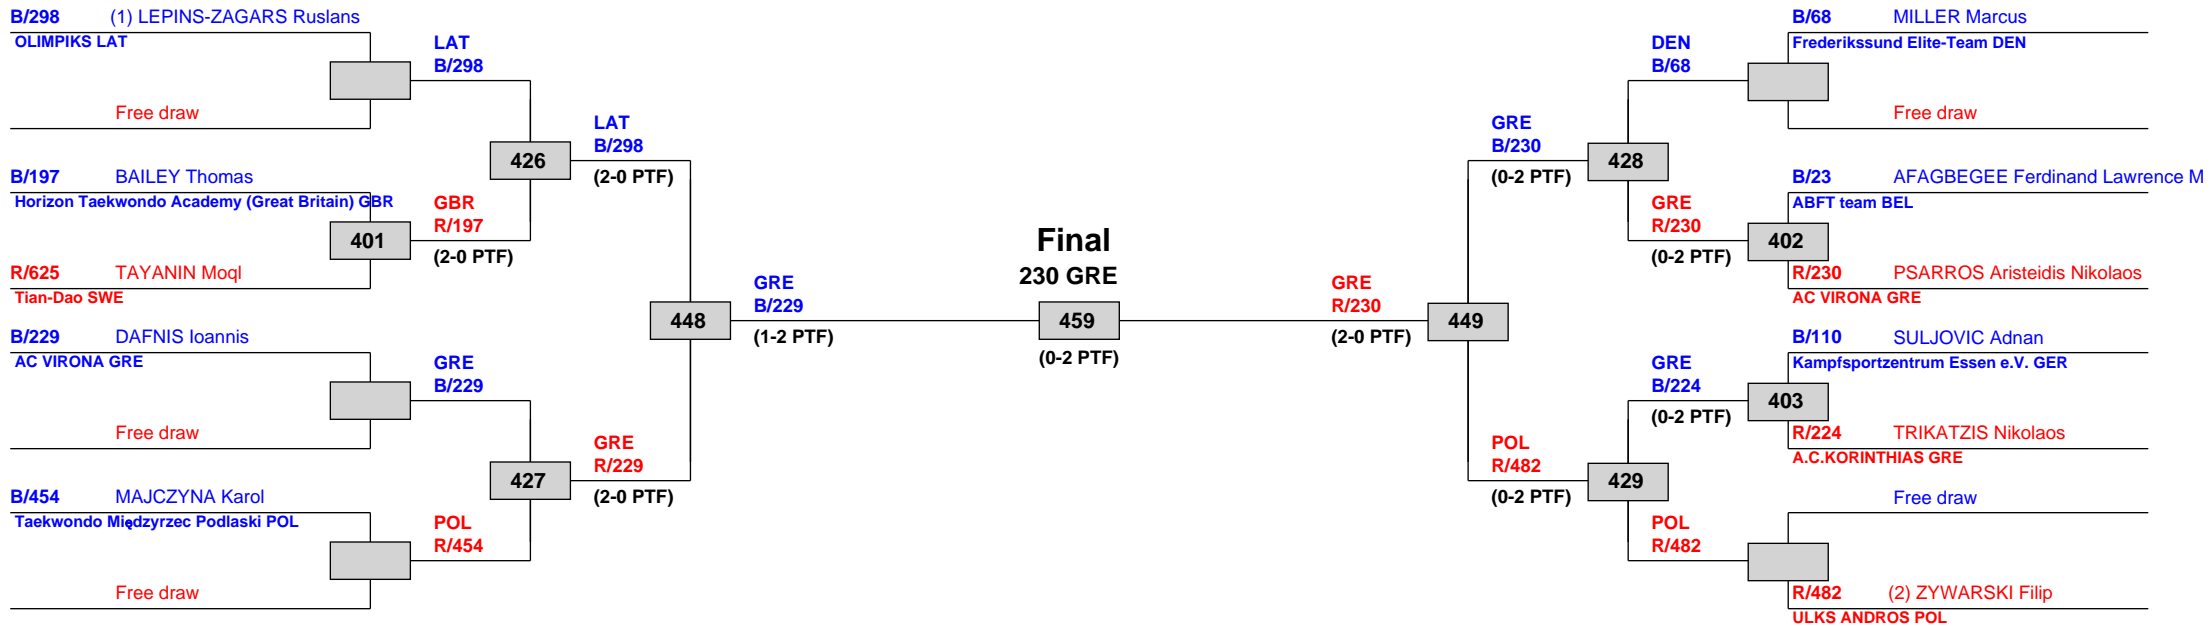 B/298 (1) LEPINS-ZAGARS Ruslans
OLIMPIKS LAT
Free draw
B/197 BAILEY Thomas
Horizon Taekwondo Academy (Great Britain) GBR
401
R/625 TAYANIN Moql
Tian-Dao SWE
B/229 DAFNIS Ioannis
AC VIRONA GRE
Free draw
B/454 MAJCZYNA Karol
Taekwondo Międzyrzec Podlaski POL
Free draw
LAT
B/298
426
GBR
R/197
(2-0 PTF)
GRE
B/229
427
POL
R/454
LAT
B/298
(2-0 PTF)
448
GRE
R/229
(2-0 PTF)
GRE
B/229
(1-2 PTF)
Final
230 GRE
459
(0-2 PTF)
GRE
R/230
(2-0 PTF)
449
GRE
B/230
(0-2 PTF)
POL
R/482
(0-2 PTF)
DEN
B/68
428
GRE
R/230
(0-2 PTF)
GRE
B/224
(0-2 PTF)
429
POL
R/482
B/68 MILLER Marcus
Frederikssund Elite-Team DEN
Free draw
B/23 AFAGBEGEE Ferdinand Lawrence M
ABFT team BEL
402
R/230 PSARROS Aristeidis Nikolaos
AC VIRONA GRE
B/110 SULJOVIC Adnan
Kampfsportzentrum Essen e.V. GER
403
R/224 TRIKATZIS Nikolaos
A.C.KORINTHIAS GRE
Free draw
R/482 (2) ZYWARSKI Filip
ULKS ANDROS POL